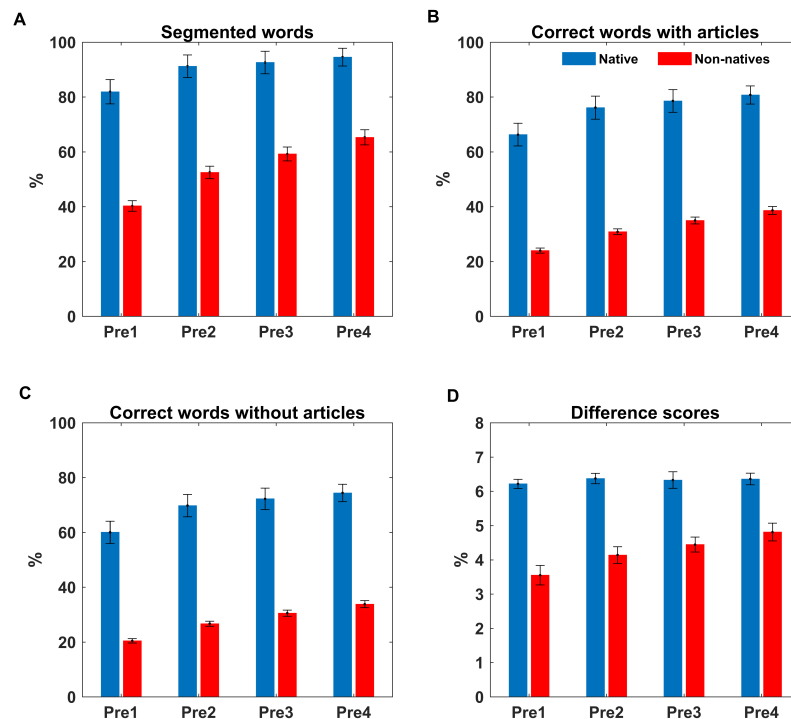 A
Segmented words
100
80
60
40
20
0
%
Pre1 Pre2 Pre3 Pre4
B
Correct words with articles
Native Non-natives
100
80
60
40
20
0
%
Pre1 Pre2 Pre3 Pre4
C
Correct words without articles
100
80
60
40
20
0
%
Pre1 Pre2 Pre3 Pre4
D
Difference scores
8
7
6
5
4
3
2
1
0
%
Pre1 Pre2 Pre3 Pre4